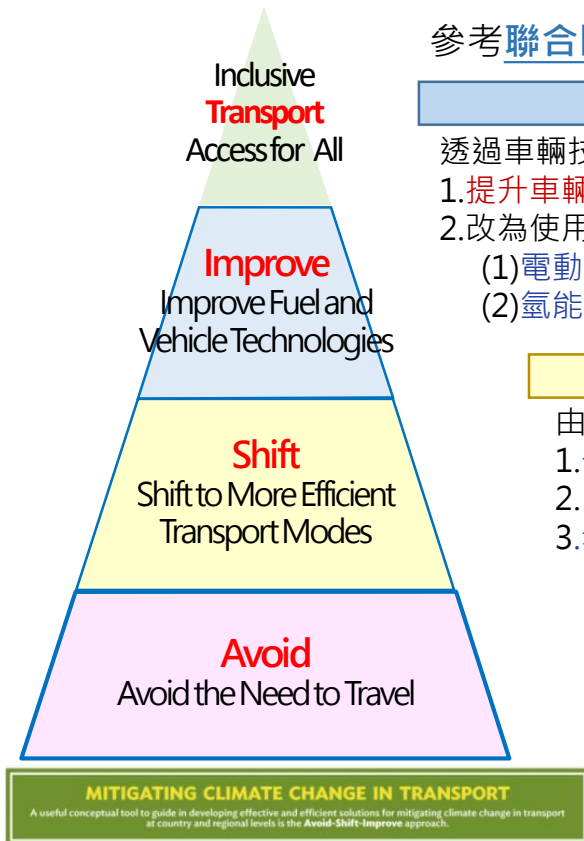 Inclusive
Transport
Access for All
Improve
Improve Fuel and
Vehicle Technologies
Shift
Shift to More Efficient
Transport Modes
Avoid
Avoid the Need to Travel
MITIGATING CLIMATE CHANGE IN TRANSPORT
A useful conceptual tool to guide in developing effective and efficient solutions for mitigating climate change in transport
at country and regional levels is the Avoid-Shift-Improve approach.
參考聯合
透過車輛
1.提升車輛
2.改為使用
(1)電動
(2)氫能
由
1.
2.
3.